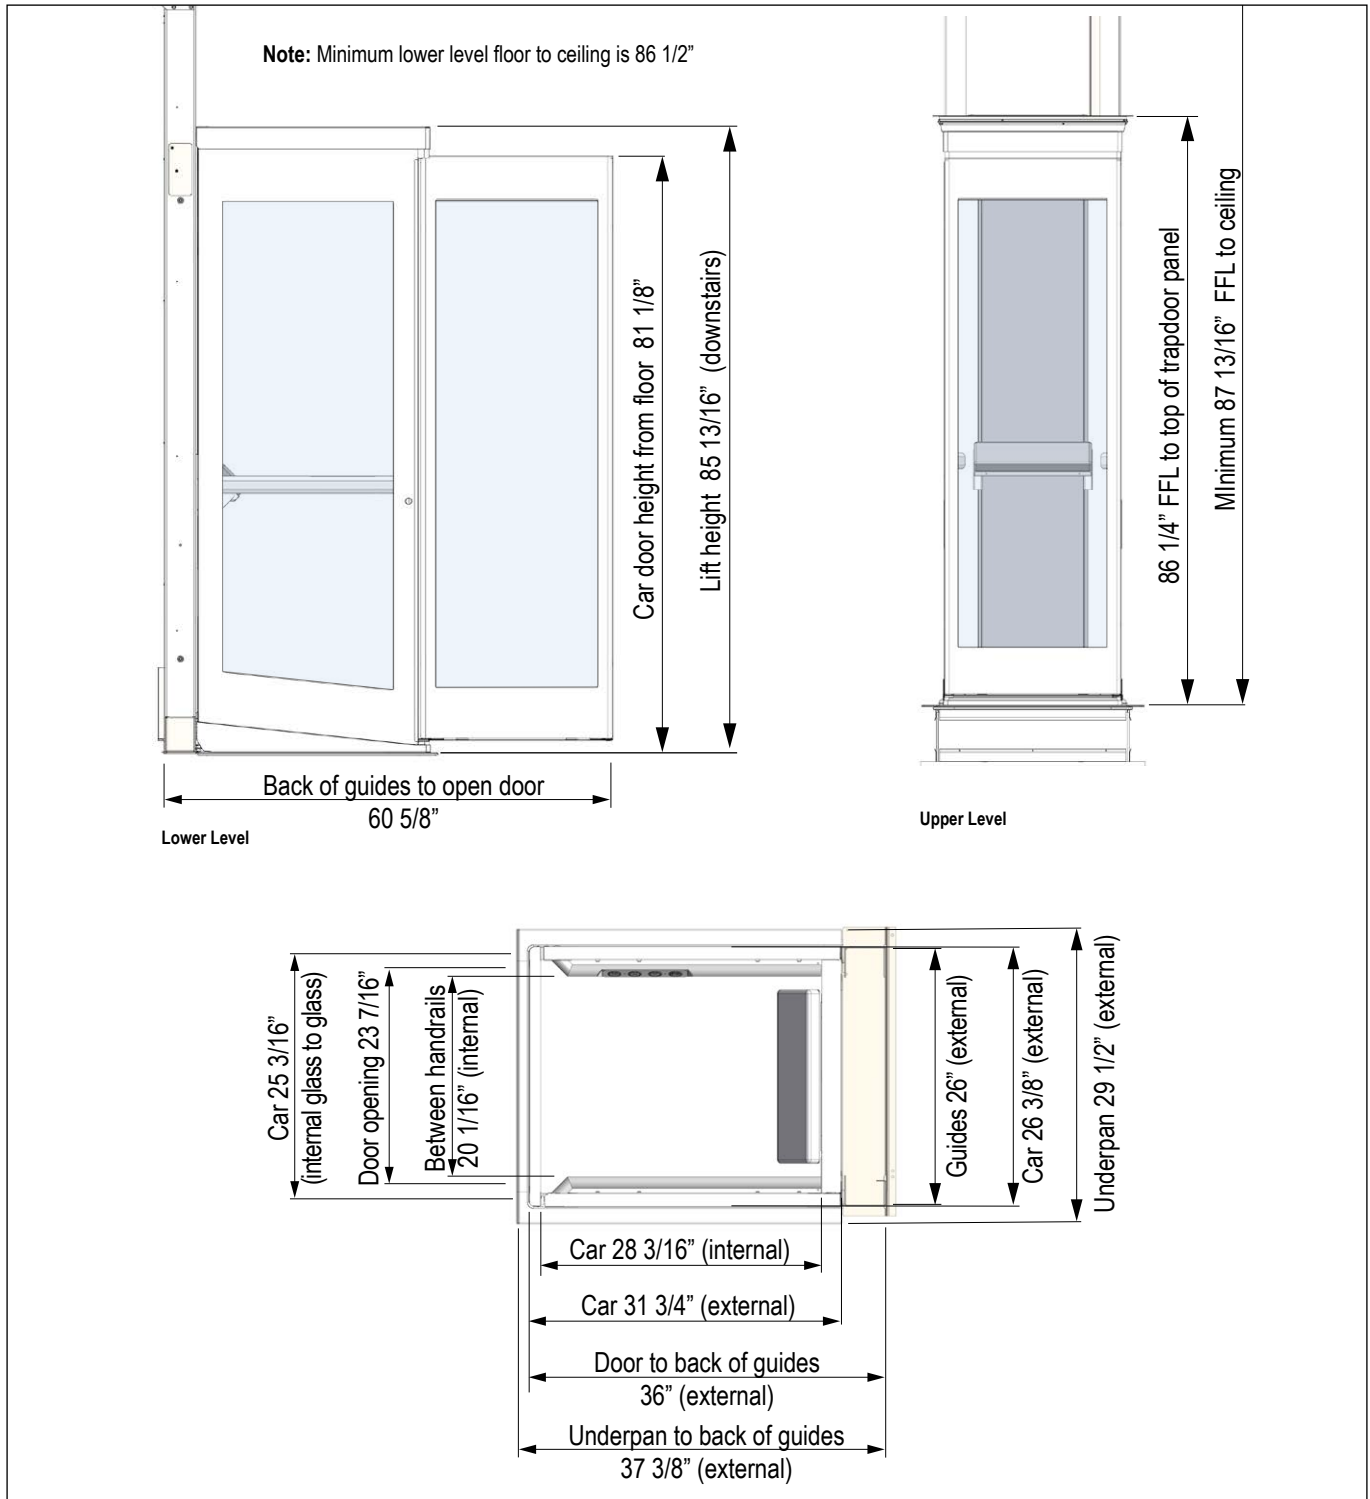 Note: Minimum lower level floor to ceiling is 86 1/2”
Car door height from floor 81 1/8”
Lift height 85 13/16” (downstairs)
86 1/4” FFL to top of trapdoor panel
MInimum 87 13/16” FFL to ceiling
Back of guides to open door
60 5/8”
Lower Level
Upper Level
Car 25 3/16”
(internal glass to glass)
Door opening 23 7/16”
Between handrails
20 1/16” (internal)
Guides 26” (external)
Car 26 3/8” (external)
Underpan 29 1/2” (external)
Car 28 3/16” (internal)
Car 31 3/4” (external)
Door to back of guides
36” (external)
Underpan to back of guides
37 3/8” (external)